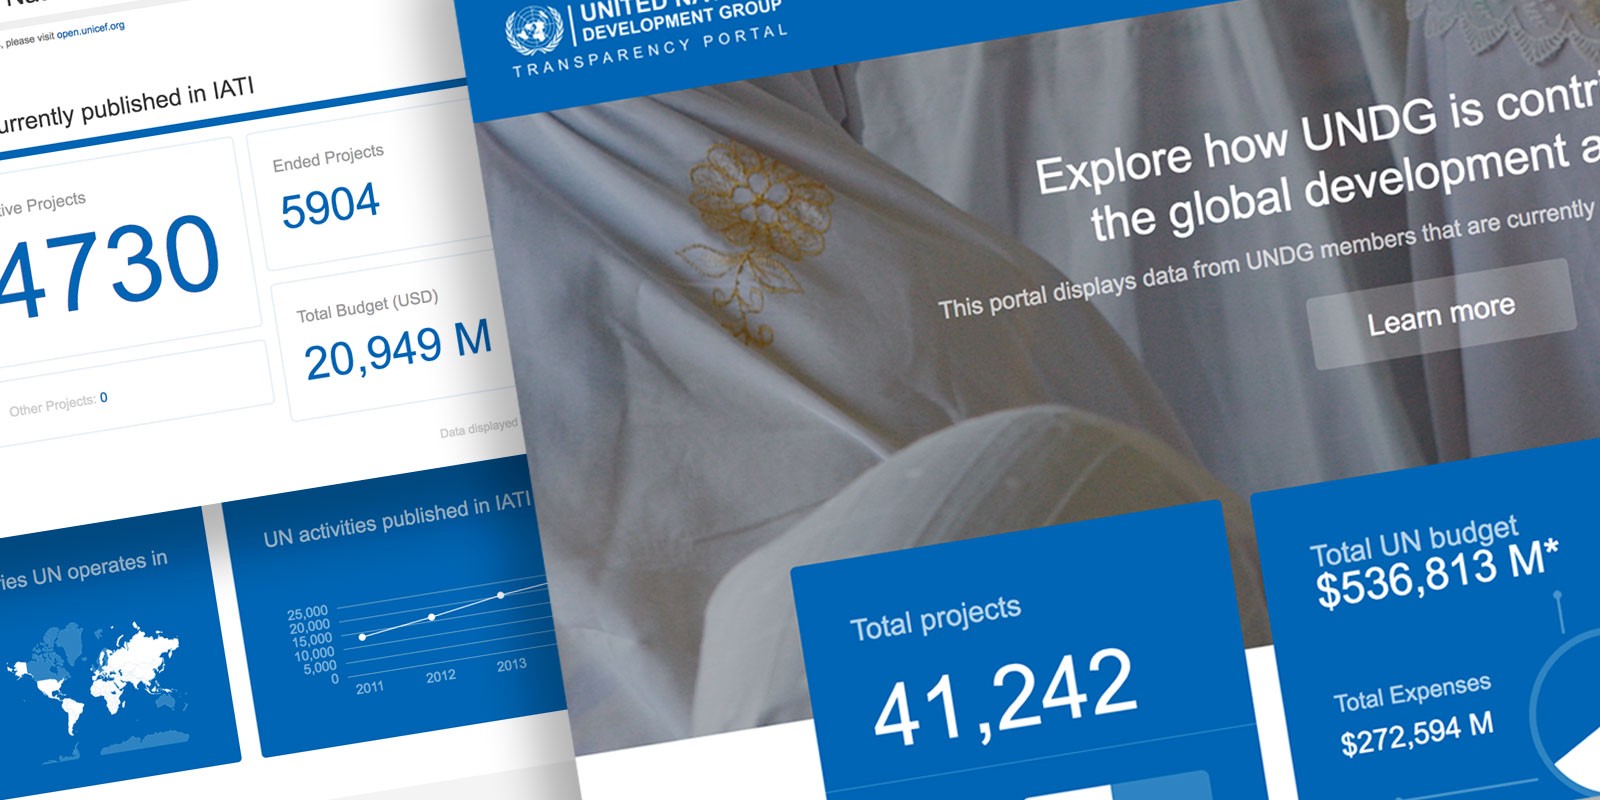 , please visit open.unicef.org
urrently published in IATI
tive Projects
4730
Ended Projects
5904
Total Budget (USD)
20,949 M
Other Projects: 0
Data displayed
ries UN operates in
UN activities published in IATI
25,000
20,000
15,000
10,000
5,000
0
2011
2012
2013
UNITED NA
DEVELOPMENT GROUP
TRANSPARENCY PORTAL
Explore how UNDG is contri
the global development a
This portal displays data from UNDG members that are currently
Learn more
Total projects
41,242
Total UN budget
$536,813 M*
Total Expenses
$272,594 M